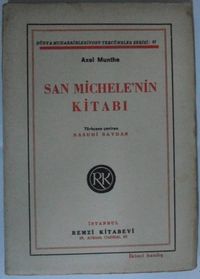 DÜNYA MUHARRİRLERİNDEN TERCÜMELER SERİSİ:
Axel Munthe
SAN MICHELE'NİN
KİTABI
Türkçeye çeviren
NASUHİ BAYDAR
RK
İSTANBUL
REMZİ KİTABEVİ